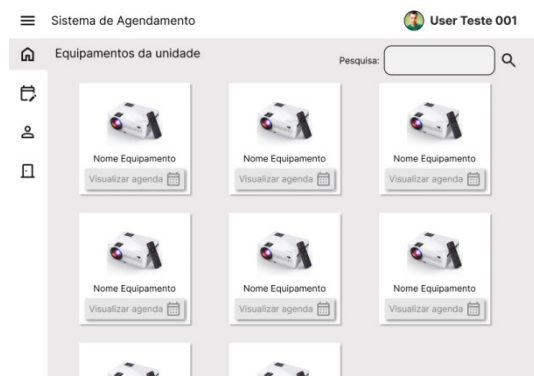 Sistema de Agendamento
User Teste 001
Equipamentos da unidade
Pesquisa:
Nome Equipamento
Nome Equipamento
Nome Equipamento
Visualizar agenda
Visualizar agenda
Visualizar agenda
Nome Equipamento
Nome Equipamento
Nome Equipamento
Visualizar agenda
Visualizar agenda
Visualizar agenda